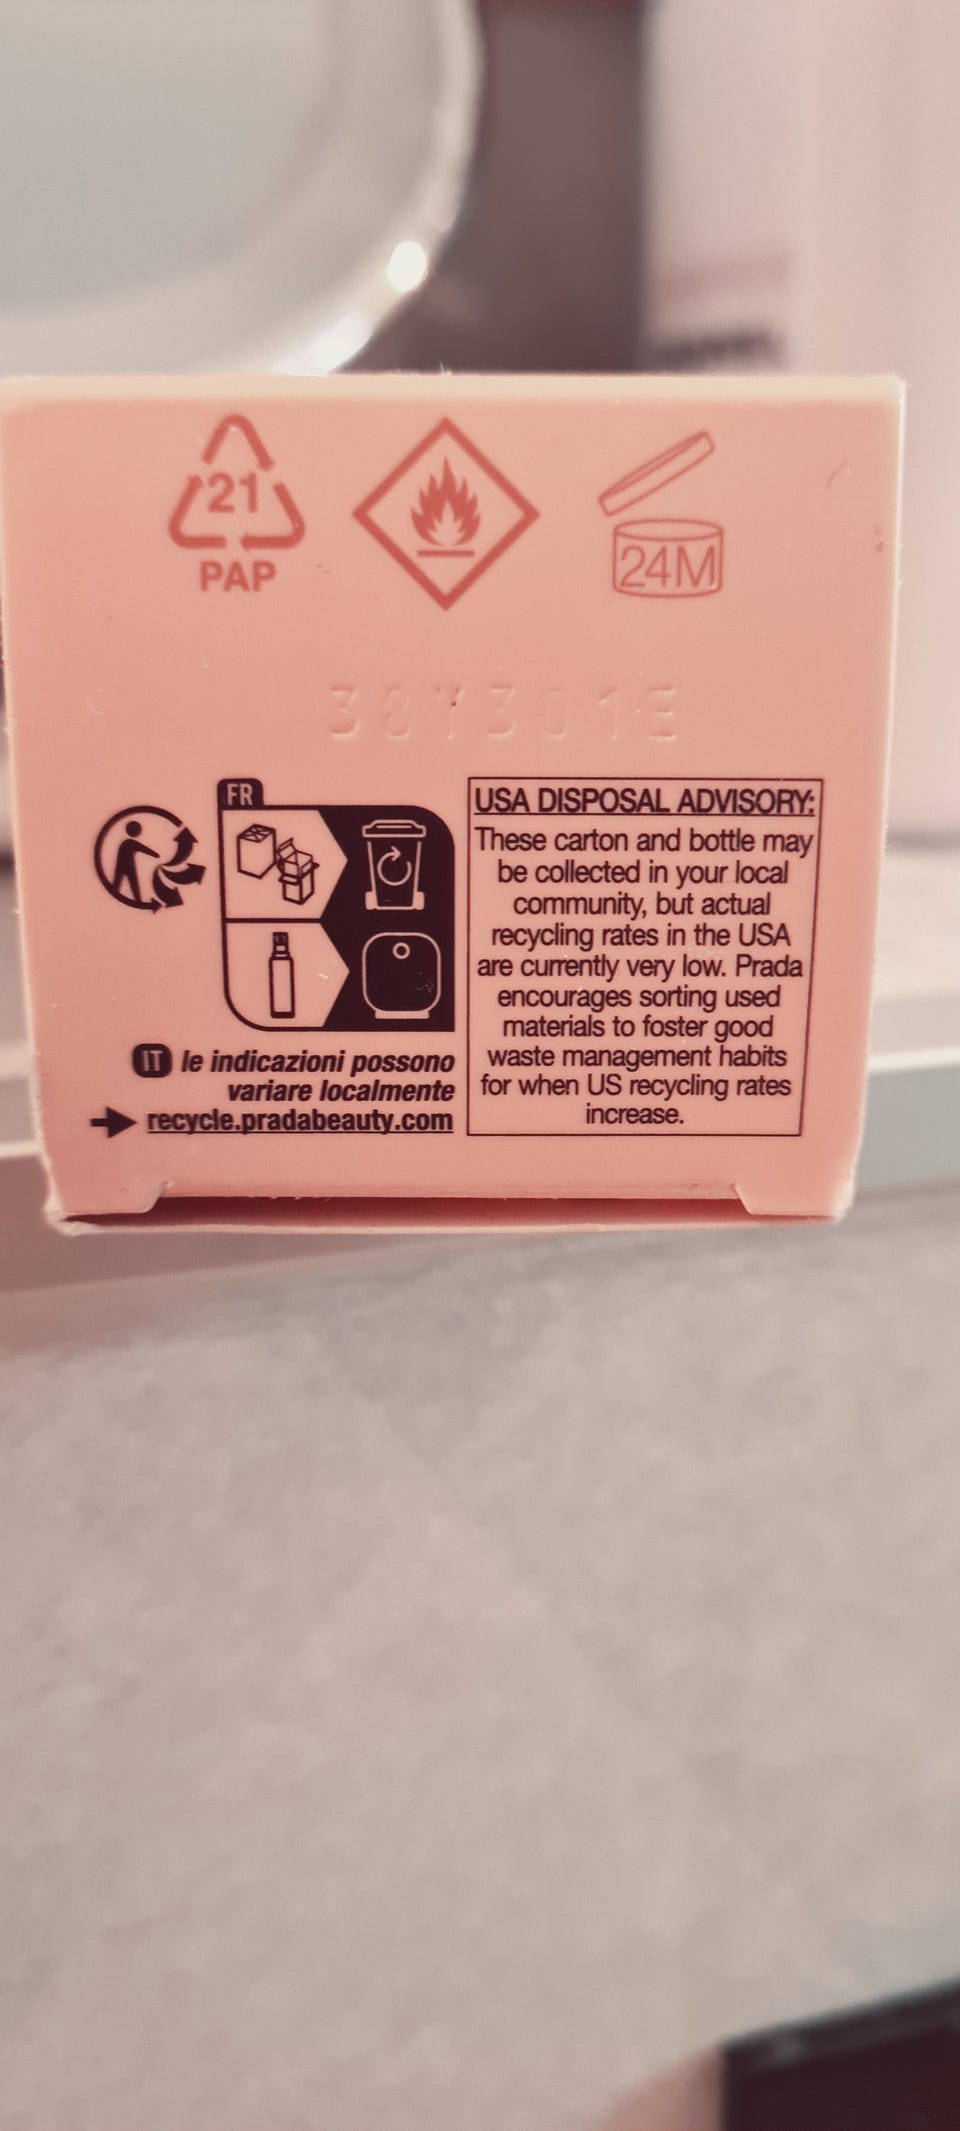 21
PAP
24M
38Y301E
FR
IT le indicazioni possono
variare localmente
recycle.pradabeauty.com
USA DISPOSAL ADVISORY:
These carton and bottle may
be collected in your local
community, but actual
recycling rates in the USA
are currently very low. Prada
encourages sorting used
materials to foster good
waste management habits
for when US recycling rates
increase.